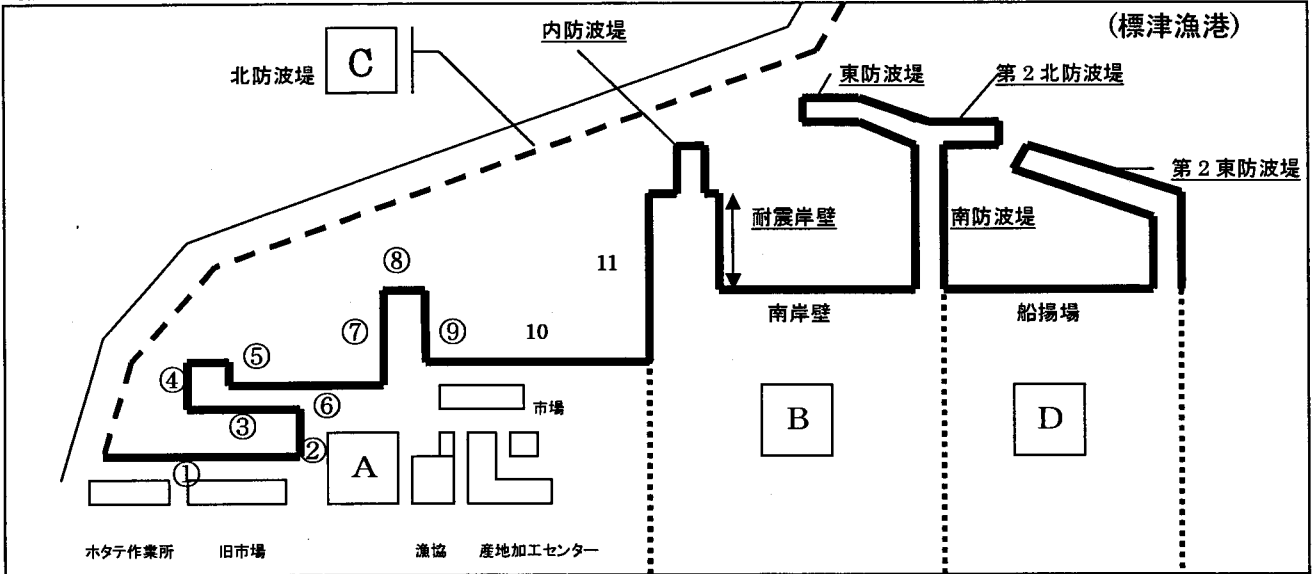 (標津漁港)
内防波堤
北防波堤
C
東防波堤
第2北防波堤
第2東防波堤
耐震岸壁
南防波堤
⑧
11
南岸壁
船揚場
⑦
⑨
10
⑤
④
⑥
③
市場
②
A
B
D
①
ホタテ作業所
旧市場
漁協
産地加工センター